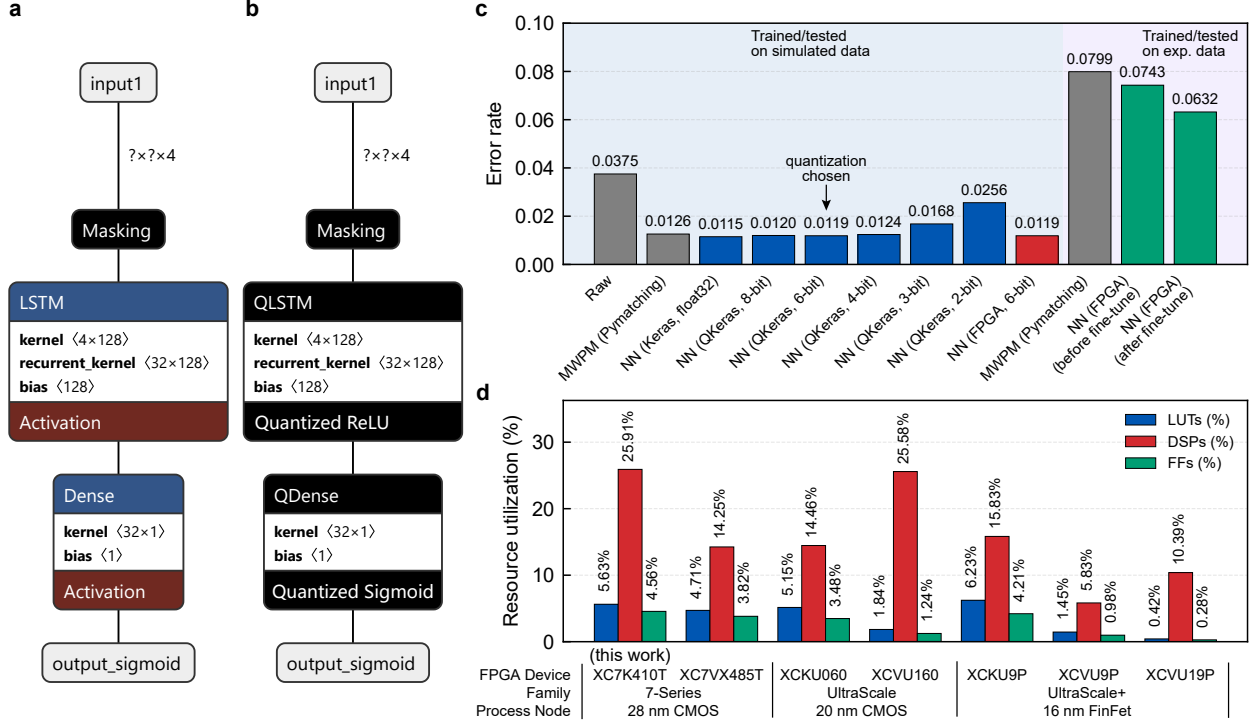 a
input1
?×?×4
Masking
LSTM
kernel ⟨4×128⟩
recurrent_kernel ⟨32×128⟩
bias ⟨128⟩
Activation
Dense
kernel ⟨32×1⟩
bias ⟨1⟩
Activation
output_sigmoid
b
input1
?×?×4
Masking
QLSTM
kernel ⟨4×128⟩
recurrent_kernel ⟨32×128⟩
bias ⟨128⟩
Quantized ReLU
QDense
kernel ⟨32×1⟩
bias ⟨1⟩
Quantized Sigmoid
output_sigmoid
c
Error rate
0.10
0.08
0.06
0.04
0.02
0.00
Trained/tested
on simulated data
Trained/tested
on exp. data
quantization
chosen
0.0375
0.0126
0.0115
0.0120
0.0119
0.0124
0.0168
0.0256
0.0119
0.0799
0.0743
0.0632
Raw
MWPM (Pymatching)
NN (Keras, float32)
NN (QKeras, 8-bit)
NN (QKeras, 6-bit)
NN (QKeras, 4-bit)
NN (QKeras, 3-bit)
NN (QKeras, 2-bit)
NN (FPGA, 6-bit)
MWPM (Pymatching)
NN (FPGA)
(before fine-tune)
NN (FPGA)
(after fine-tune)
d
Resource utilization (%)
30
20
10
0
LUTs (%)
DSPs (%)
FFs (%)
5.63%
25.91%
4.56%
4.71%
14.25%
3.82%
5.15%
14.46%
3.48%
1.84%
25.58%
1.24%
6.23%
15.83%
4.21%
1.45%
5.83%
0.98%
0.42%
10.39%
0.28%
(this work)
FPGA Device XC7K410T XC7VX485T XCKU060 XCVU160 XCKU9P XCVU9P XCVU19P
Family 7-Series UltraScale UltraScale+
Process Node 28 nm CMOS 20 nm CMOS 16 nm FinFet